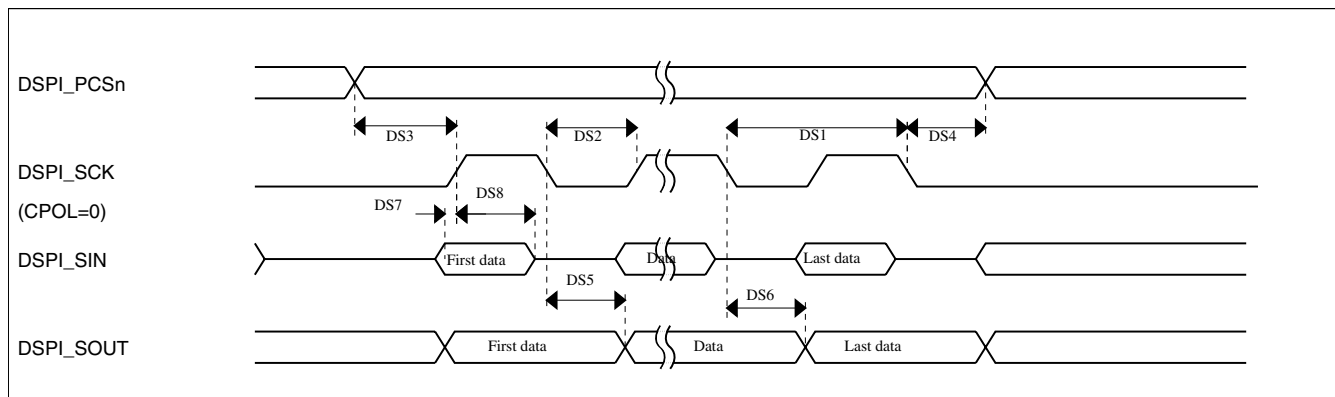 DSPI_PCSn
DS3
DS2
DS1
DS4
DSPI_SCK
(CPOL=0)
DS7
DS8
DSPI_SIN
First data
Data
Last data
DS5
DS6
DSPI_SOUT
First data
Data
Last data